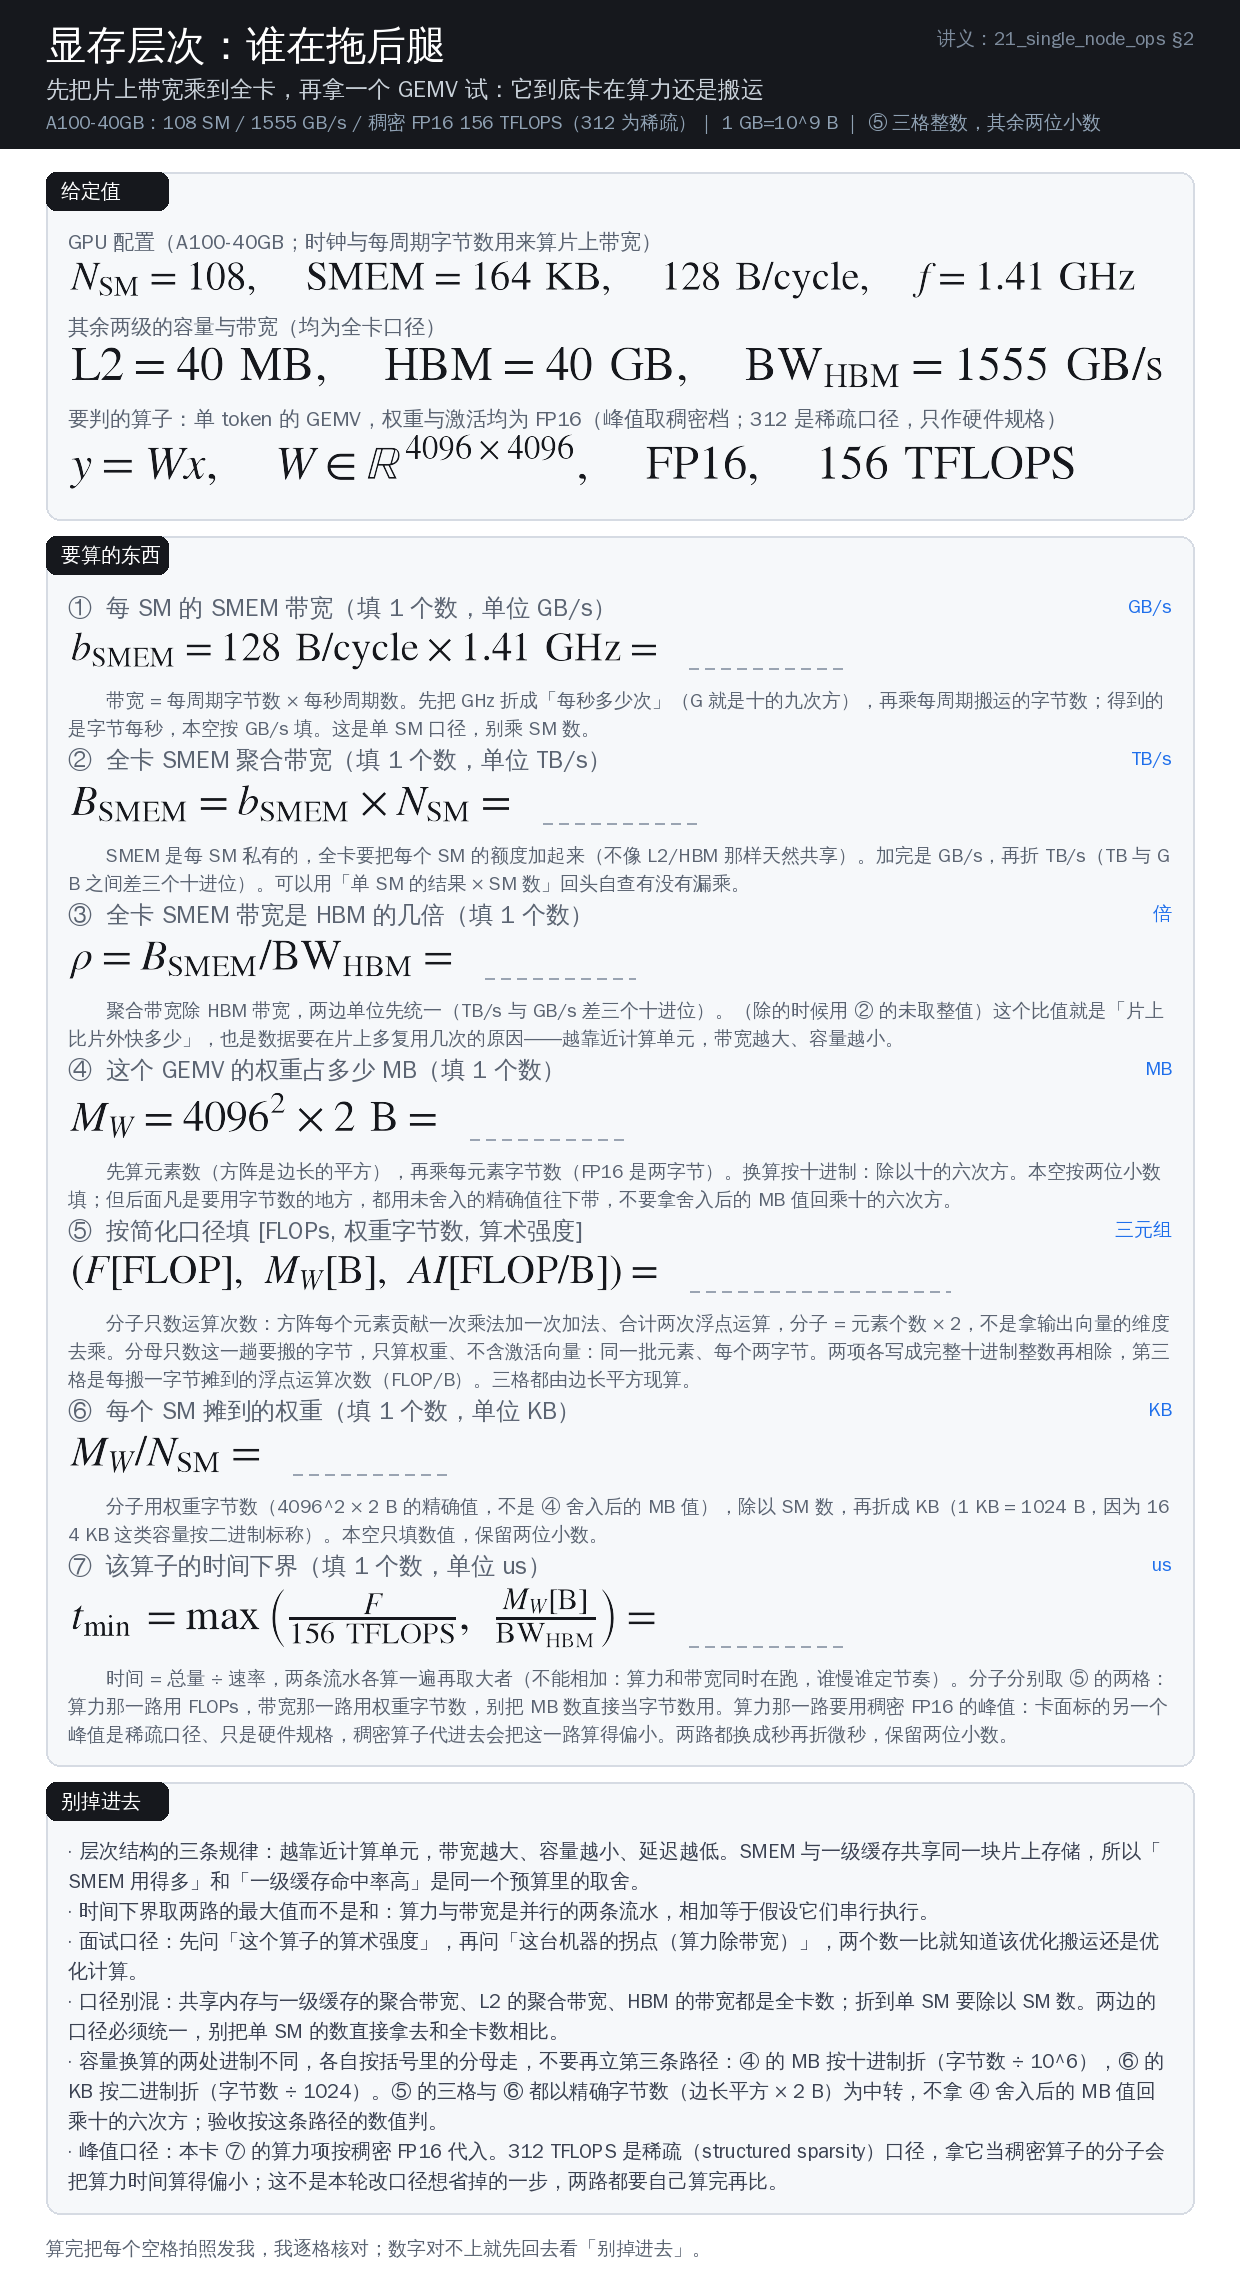 显存层次：谁在拖后腿
讲义：21_single_node_ops §2
先把片上带宽乘到全卡，再拿一个 GEMV 试：它到底卡在算力还是搬运
A100-40GB：108 SM / 1555 GB/s / 稠密 FP16 156 TFLOPS（312 为稀疏）｜ 1 GB=10^9 B ｜ ⑤ 三格整数，其余两位小数
给定值
GPU 配置（A100-40GB；时钟与每周期字节数用来算片上带宽）
N_SM = 108, SMEM = 164 KB, 128 B/cycle, f = 1.41 GHz
其余两级的容量与带宽（均为全卡口径）
L2 = 40 MB, HBM = 40 GB, BW_HBM = 1555 GB/s
要判的算子：单 token 的 GEMV，权重与激活均为 FP16（峰值取稠密档；312 是稀疏口径，只作硬件规格）
y = Wx, W ∈ ℝ^{4096×4096}, FP16, 156 TFLOPS
要算的东西
① 每 SM 的 SMEM 带宽（填 1 个数，单位 GB/s）
GB/s
b_SMEM = 128 B/cycle × 1.41 GHz =
带宽 = 每周期字节数 × 每秒周期数。先把 GHz 折成「每秒多少次」（G 就是十的九次方），再乘每周期搬运的字节数；得到的
是字节每秒，本空按 GB/s 填。这是单 SM 口径，别乘 SM 数。
② 全卡 SMEM 聚合带宽（填 1 个数，单位 TB/s）
TB/s
B_SMEM = b_SMEM × N_SM =
SMEM 是每 SM 私有的，全卡要把每个 SM 的额度加起来（不像 L2/HBM 那样天然共享）。加完是 GB/s，再折 TB/s（TB 与 G
B 之间差三个十进位）。可以用「单 SM 的结果 × SM 数」回头自查有没有漏乘。
③ 全卡 SMEM 带宽是 HBM 的几倍（填 1 个数）
倍
ρ = B_SMEM/BW_HBM =
聚合带宽除 HBM 带宽，两边单位先统一（TB/s 与 GB/s 差三个十进位）。（除的时候用 ② 的未取整值）这个比值就是「片上
比片外快多少」，也是数据要在片上多复用几次的原因——越靠近计算单元，带宽越大、容量越小。
④ 这个 GEMV 的权重占多少 MB（填 1 个数）
MB
M_W = 4096² × 2 B =
先算元素数（方阵是边长的平方），再乘每元素字节数（FP16 是两字节）。换算按十进制：除以十的六次方。本空按两位小数
填；但后面凡是要用字节数的地方，都用未舍入的精确值往下带，不要拿舍入后的 MB 值回乘十的六次方。
⑤ 按简化口径填 [FLOPs, 权重字节数, 算术强度]
三元组
(F[FLOP], M_W[B], AI[FLOP/B]) =
分子只数运算次数：方阵每个元素贡献一次乘法加一次加法、合计两次浮点运算，分子 = 元素个数 × 2，不是拿输出向量的维度
去乘。分母只数这一趟要搬的字节，只算权重、不含激活向量：同一批元素、每个两字节。两项各写成完整十进制整数再相除，第三
格是每搬一字节摊到的浮点运算次数（FLOP/B）。三格都由边长平方现算。
⑥ 每个 SM 摊到的权重（填 1 个数，单位 KB）
KB
M_W/N_SM =
分子用权重字节数（4096^2 × 2 B 的精确值，不是 ④ 舍入后的 MB 值），除以 SM 数，再折成 KB（1 KB = 1024 B，因为 16
4 KB 这类容量按二进制标称）。本空只填数值，保留两位小数。
⑦ 该算子的时间下界（填 1 个数，单位 us）
us
t_min = max ( F/156 TFLOPS, M_W[B]/BW_HBM ) =
时间 = 总量 ÷ 速率，两条流水各算一遍再取大者（不能相加：算力和带宽同时在跑，谁慢谁定节奏）。分子分别取 ⑤ 的两格：
算力那一路用 FLOPs，带宽那一路用权重字节数，别把 MB 数直接当字节数用。算力那一路要用稠密 FP16 的峰值：卡面标的另一个
峰值是稀疏口径、只是硬件规格，稠密算子代进去会把这一路算得偏小。两路都换成秒再折微秒，保留两位小数。
别掉进去
· 层次结构的三条规律：越靠近计算单元，带宽越大、容量越小、延迟越低。SMEM 与一级缓存共享同一块片上存储，所以「
SMEM 用得多」和「一级缓存命中率高」是同一个预算里的取舍。
· 时间下界取两路的最大值而不是和：算力与带宽是并行的两条流水，相加等于假设它们串行执行。
· 面试口径：先问「这个算子的算术强度」，再问「这台机器的拐点（算力除带宽）」，两个数一比就知道该优化搬运还是优
化计算。
· 口径别混：共享内存与一级缓存的聚合带宽、L2 的聚合带宽、HBM 的带宽都是全卡数；折到单 SM 要除以 SM 数。两边的
口径必须统一，别把单 SM 的数直接拿去和全卡数相比。
· 容量换算的两处进制不同，各自按括号里的分母走，不要再立第三条路径：④ 的 MB 按十进制折（字节数 ÷ 10^6），⑥ 的
KB 按二进制折（字节数 ÷ 1024）。⑤ 的三格与 ⑥ 都以精确字节数（边长平方 × 2 B）为中转，不拿 ④ 舍入后的 MB 值回
乘十的六次方；验收按这条路径的数值判。
· 峰值口径：本卡 ⑦ 的算力项按稠密 FP16 代入。312 TFLOPS 是稀疏（structured sparsity）口径，拿它当稠密算子的分子会
把算力时间算得偏小；这不是本轮改口径想省掉的一步，两路都要自己算完再比。
算完把每个空格拍照发我，我逐格核对；数字对不上就先回去看「别掉进去」。